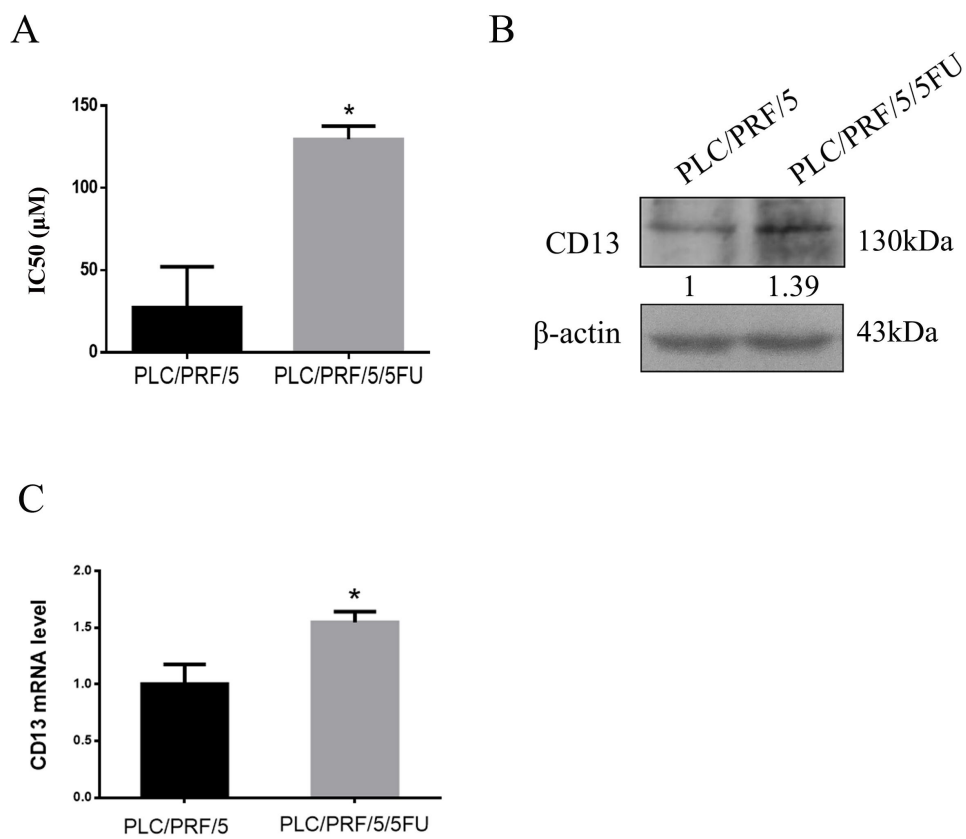 A
IC50 (μM)
150
100
50
0
*
PLC/PRF/5
PLC/PRF/5/5FU
B
PLC/PRF/5
PLC/PRF/5/5FU
CD13
130kDa
1
1.39
β-actin
43kDa
C
CD13 mRNA level
2.0
1.5
1.0
0.5
0.0
*
PLC/PRF/5
PLC/PRF/5/5FU